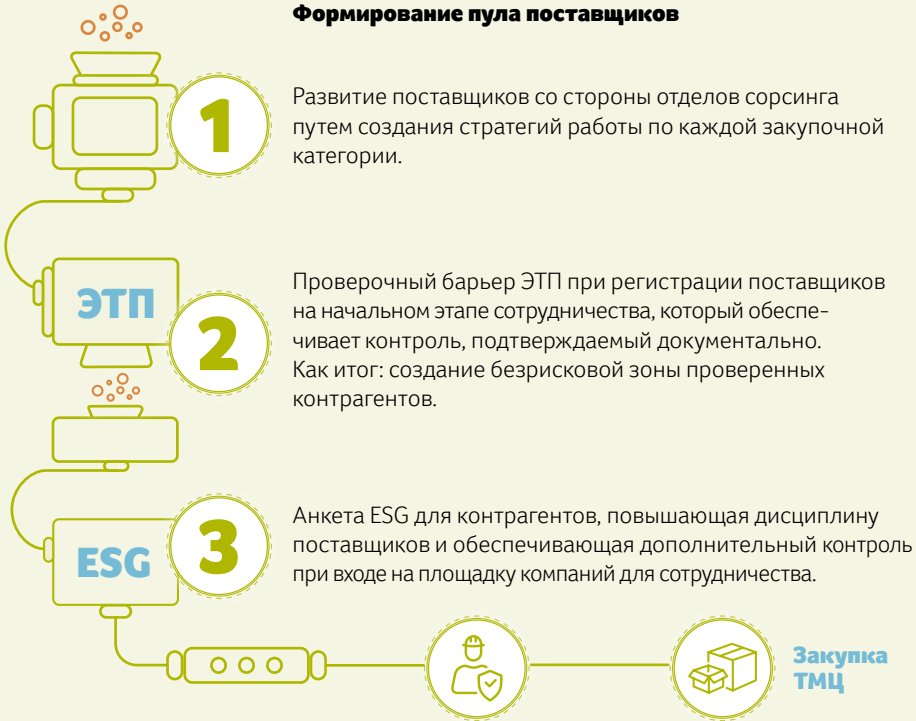 Формирование пула поставщиков
1
Развитие поставщиков со стороны отделов сорсинга
путем создания стратегий работы по каждой закупочной
категории.
ЭТП
2
Проверочный барьер ЭТП при регистрации поставщиков
на начальном этапе сотрудничества, который обеспе-
чивает контроль, подтверждаемый документально.
Как итог: создание безрисковой зоны проверенных
контрагентов.
ESG
3
Анкета ESG для контрагентов, повышающая дисциплину
поставщиков и обеспечивающая дополнительный контроль
при входе на площадку компаний для сотрудничества.
Закупка
ТМЦ